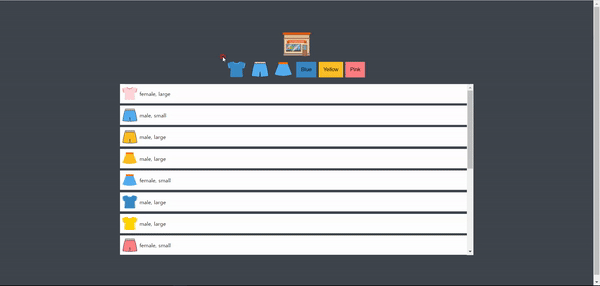 Blue Yellow Pink
female, large
male, small
male, large
male, large
female, small
male, large
male, large
female, small